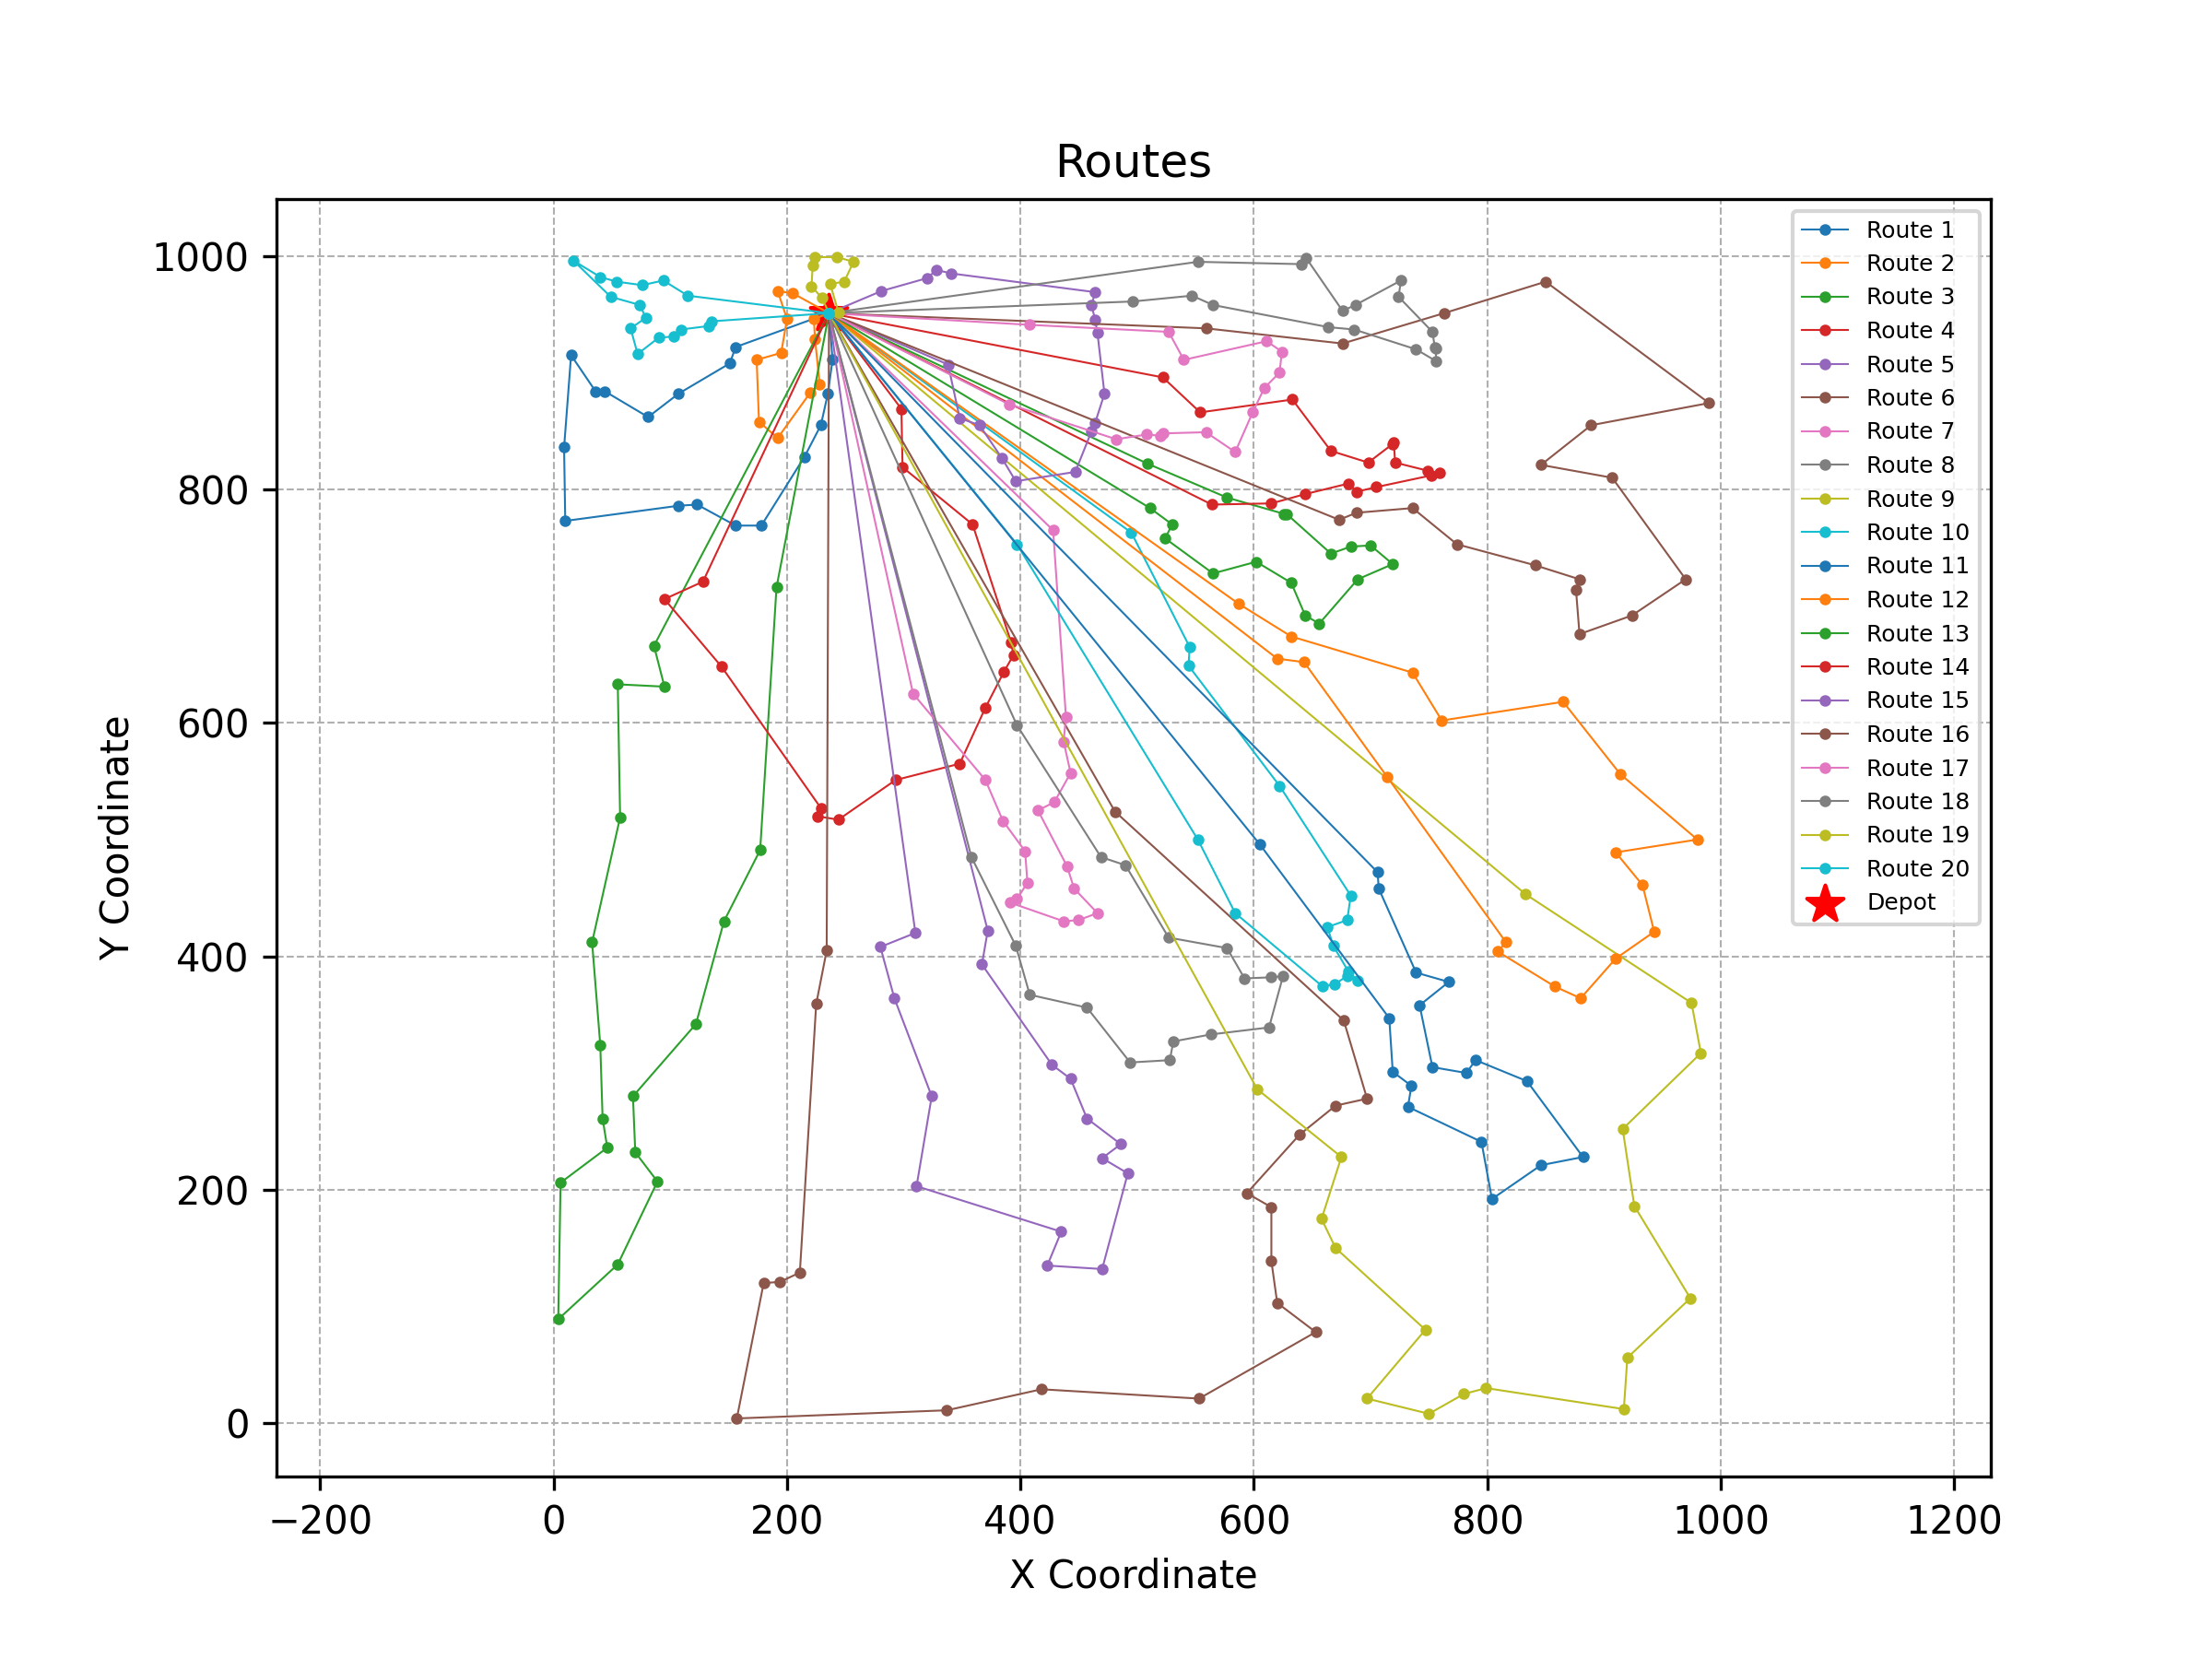 Routes
1000
800
600
400
200
0
Y Coordinate
−200
0
200
400
600
800
1000
1200
X Coordinate
Route 1
Route 2
Route 3
Route 4
Route 5
Route 6
Route 7
Route 8
Route 9
Route 10
Route 11
Route 12
Route 13
Route 14
Route 15
Route 16
Route 17
Route 18
Route 19
Route 20
Depot